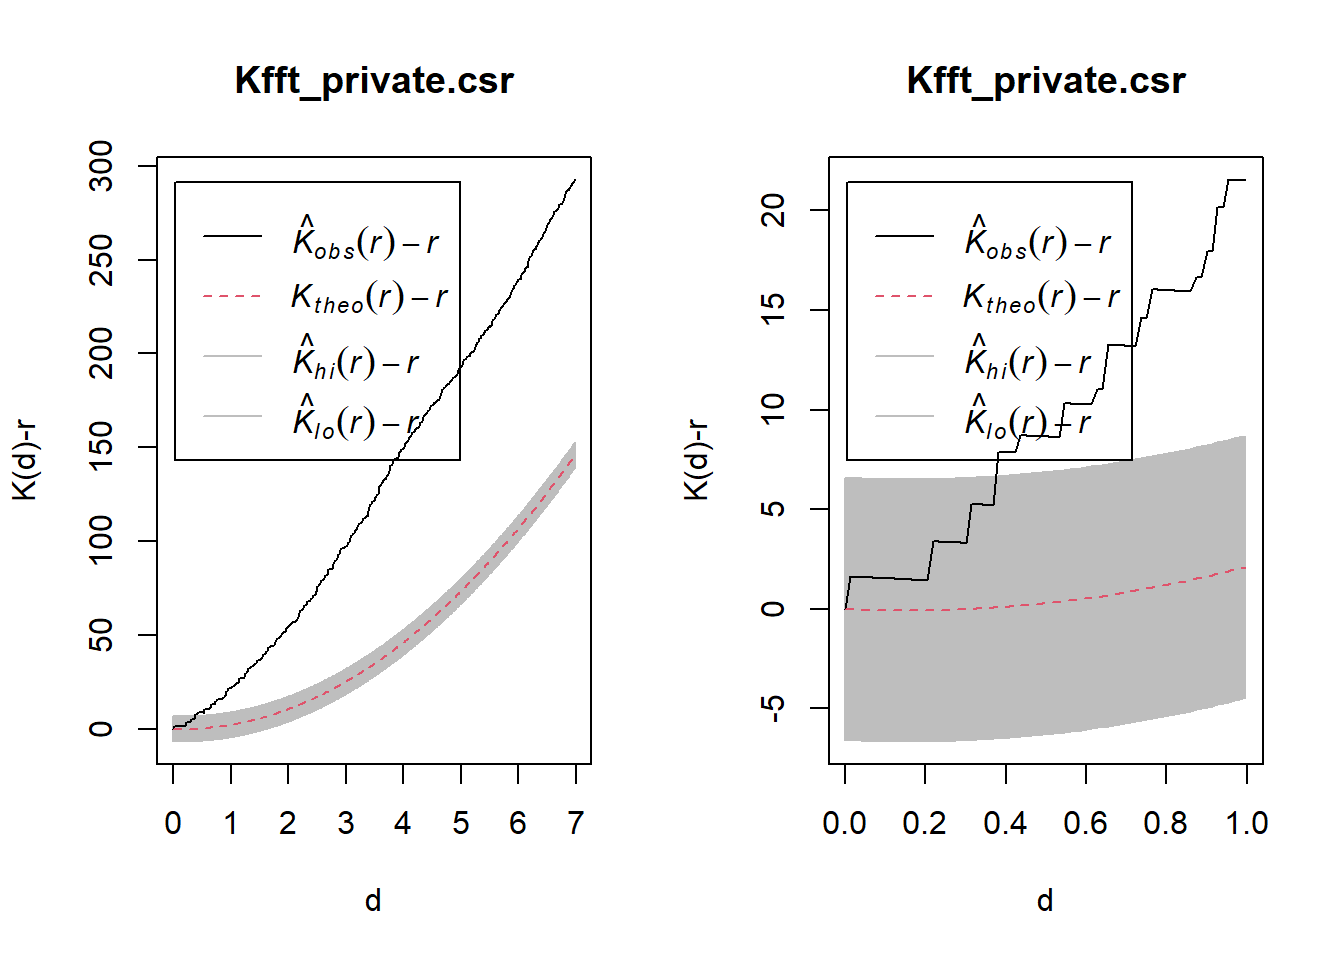 Kfft_private.csr
K(d)-r
300
250
200
150
100
50
0
K̂obs(r) − r
Ktheo(r) − r
K̂hi(r) − r
K̂lo(r) − r
0 1 2 3 4 5 6 7
d
Kfft_private.csr
K(d)-r
20
15
10
5
0
-5
K̂obs(r) − r
Ktheo(r) − r
K̂hi(r) − r
K̂lo(r) − r
0.0 0.2 0.4 0.6 0.8 1.0
d